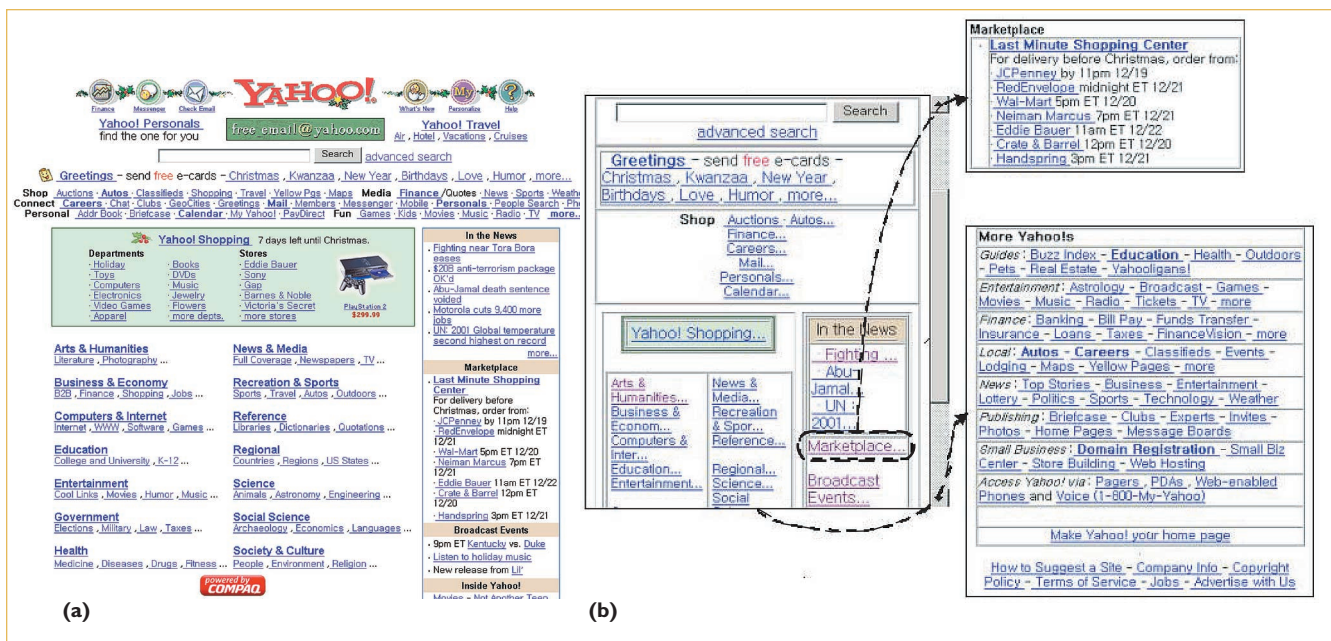 Finance
Messenger
Check Email
YAHOO!
What's New
Personalize
Help
Yahoo! Personals
find the one for you
free email@yahoo.com
Yahoo! Travel
Air, Hotel, Vacations, Cruises
Search advanced search
Greetings - send free e-cards - Christmas, Kwanzaa, New Year, Birthdays, Love, Humor, more...
Shop Auctions · Autos · Classifieds · Shopping · Travel · Yellow Pgs · Maps Media Finance/Quotes · News · Sports · Weathe
Connect Careers · Chat · Clubs · GeoCities · Greetings · Mail · Members · Messenger · Mobile · Personals · People Search · Pho
Personal Addr Book · Briefcase · Calendar · My Yahoo! · PayDirect Fun Games · Kids · Movies · Music · Radio · TV more...
Yahoo! Shopping 7 days left until Christmas.
Departments
· Holiday
· Toys
· Computers
· Electronics
· Video Games
· Apparel
· Books
· DVDs
· Music
· Jewelry
· Flowers
· more depts.
Stores
· Eddie Bauer
· Sony
· Gap
· Barnes & Noble
· Victoria's Secret
· more stores
PlayStation 2
$299.99
Arts & Humanities
Literature, Photography ...
Business & Economy
B2B, Finance, Shopping, Jobs ...
Computers & Internet
Internet, WWW, Software, Games ...
Education
College and University, K-12 ...
Entertainment
Cool Links, Movies, Humor, Music ...
Government
Elections, Military, Law, Taxes ...
Health
Medicine, Diseases, Drugs, Fitness ...
News & Media
Full Coverage, Newspapers, TV ...
Recreation & Sports
Sports, Travel, Autos, Outdoors ...
Reference
Libraries, Dictionaries, Quotations ...
Regional
Countries, Regions, US States ...
Science
Animals, Astronomy, Engineering ...
Social Science
Archaeology, Economics, Languages ...
Society & Culture
People, Environment, Religion ...
powered by
COMPAQ
In the News
· Fighting near Tora Bora
eases
· $20B anti-terrorism package
OK'd
· Abu-Jamal death sentence
voided
· Motorola cuts 9,400 more
jobs
· UN: 2001 Global temperature
second highest on record
more...
Marketplace
· Last Minute Shopping
Center
For delivery before
Christmas, order from:
· JCPenney by 11pm 12/19
· RedEnvelope midnight ET
12/21
· Wal-Mart 5pm ET 12/20
· Neiman Marcus 7pm ET
12/21
· Eddie Bauer 11am ET 12/22
· Crate & Barrel 12pm ET
12/20
· Handspring 3pm ET 12/21
Broadcast Events
· 9pm ET Kentucky vs. Duke
· Listen to holiday music
· New release from Lil'
Inside Yahoo!
Movies - Not Another Teen
(a)
Search
advanced search
Greetings - send free e-cards -
Christmas, Kwanzaa, New Year,
Birthdays, Love, Humor, more...
Shop Auctions · Autos...
Finance...
Careers...
Mail...
Personals...
Calendar...
Yahoo! Shopping...
Arts &
Humanities...
Business &
Econom...
Computers &
Inter...
Education...
Entertainment...
News &
Media...
Recreation
& Spor...
Reference...
Regional...
Science...
Social
In the News
· Fighting ...
· Abu-
Jamal...
· UN :
2001...
Marketplace...
Broadcast
Events...
(b)
Marketplace
· Last Minute Shopping Center
For delivery before Christmas, order from:
· JCPenney by 11pm 12/19
· RedEnvelope midnight ET 12/21
· Wal-Mart 5pm ET 12/20
· Neiman Marcus 7pm ET 12/21
· Eddie Bauer 11am ET 12/22
· Crate & Barrel 12pm ET 12/20
· Handspring 3pm ET 12/21
More Yahoo!s
Guides: Buzz Index - Education - Health - Outdoors
- Pets - Real Estate - Yahooligans!
Entertainment: Astrology - Broadcast - Games -
Movies - Music - Radio - Tickets - TV - more
Finance: Banking - Bill Pay - Funds Transfer -
Insurance - Loans - Taxes - FinanceVision - more
Local: Autos - Careers - Classifieds - Events -
Lodging - Maps - Yellow Pages - more
News: Top Stories - Business - Entertainment -
Lottery - Politics - Sports - Technology - Weather
Publishing: Briefcase - Clubs - Experts - Invites -
Photos - Home Pages - Message Boards
Small Business: Domain Registration - Small Biz
Center - Store Building - Web Hosting
Access Yahoo! via: Pagers, PDAs, Web-enabled
Phones and Voice (1-800-My-Yahoo)
Make Yahoo! your home page
How to Suggest a Site - Company Info - Copyright
Policy - Terms of Service - Jobs - Advertise with Us